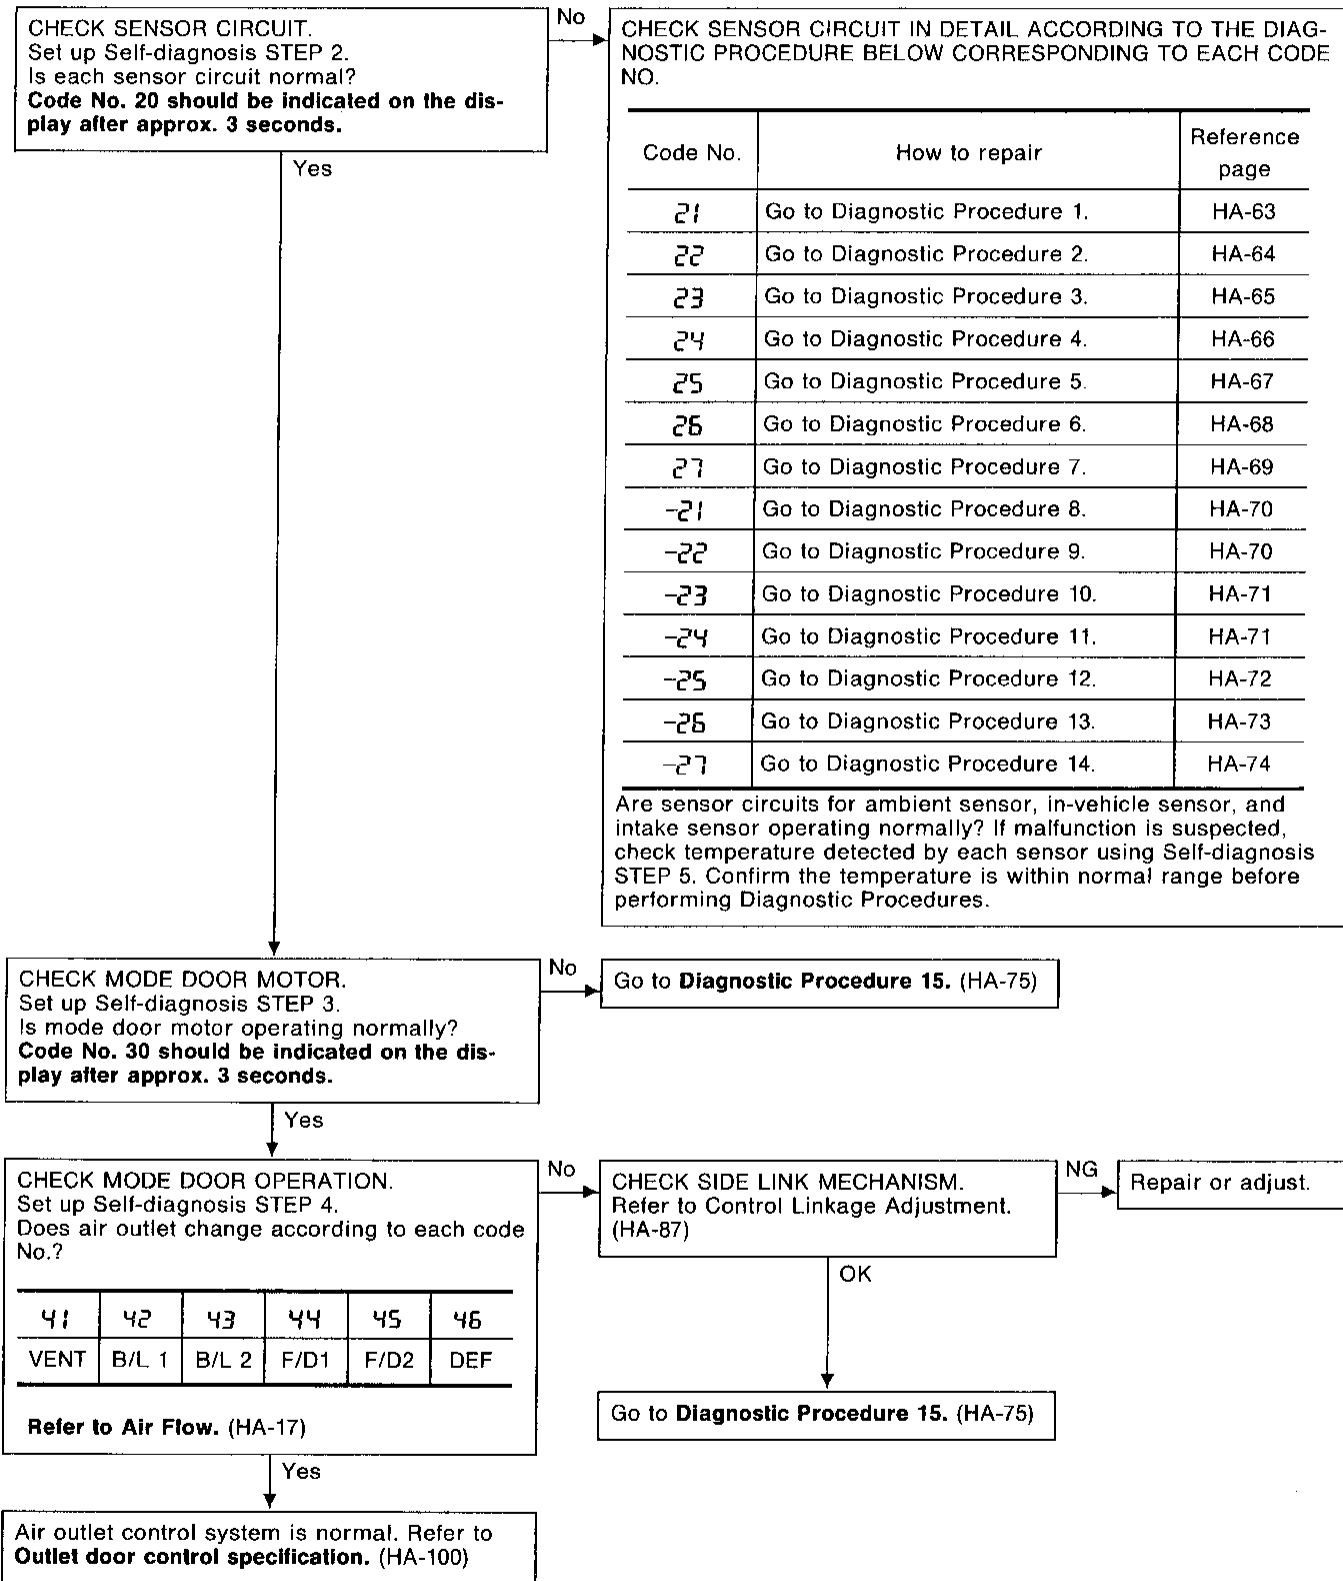 CHECK SENSOR CIRCUIT.
Set up Self-diagnosis STEP 2.
Is each sensor circuit normal?
Code No. 20 should be indicated on the dis-
play after approx. 3 seconds.
No
CHECK SENSOR CIRCUIT IN DETAIL ACCORDING TO THE DIAG-
NOSTIC PROCEDURE BELOW CORRESPONDING TO EACH CODE
NO.
Code No. How to repair Reference page
21 Go to Diagnostic Procedure 1. HA-63
22 Go to Diagnostic Procedure 2. HA-64
23 Go to Diagnostic Procedure 3. HA-65
24 Go to Diagnostic Procedure 4. HA-66
25 Go to Diagnostic Procedure 5. HA-67
26 Go to Diagnostic Procedure 6. HA-68
27 Go to Diagnostic Procedure 7. HA-69
-21 Go to Diagnostic Procedure 8. HA-70
-22 Go to Diagnostic Procedure 9. HA-70
-23 Go to Diagnostic Procedure 10. HA-71
-24 Go to Diagnostic Procedure 11. HA-71
-25 Go to Diagnostic Procedure 12. HA-72
-26 Go to Diagnostic Procedure 13. HA-73
-27 Go to Diagnostic Procedure 14. HA-74
Are sensor circuits for ambient sensor, in-vehicle sensor, and
intake sensor operating normally? If malfunction is suspected,
check temperature detected by each sensor using Self-diagnosis
STEP 5. Confirm the temperature is within normal range before
performing Diagnostic Procedures.
Yes
CHECK MODE DOOR MOTOR.
Set up Self-diagnosis STEP 3.
Is mode door motor operating normally?
Code No. 30 should be indicated on the dis-
play after approx. 3 seconds.
No
Go to Diagnostic Procedure 15. (HA-75)
Yes
CHECK MODE DOOR OPERATION.
Set up Self-diagnosis STEP 4.
Does air outlet change according to each code
No.?
41 42 43 44 45 46
VENT B/L 1 B/L 2 F/D1 F/D2 DEF
Refer to Air Flow. (HA-17)
No
CHECK SIDE LINK MECHANISM.
Refer to Control Linkage Adjustment.
(HA-87)
NG
Repair or adjust.
OK
Go to Diagnostic Procedure 15. (HA-75)
Yes
Air outlet control system is normal. Refer to
Outlet door control specification. (HA-100)